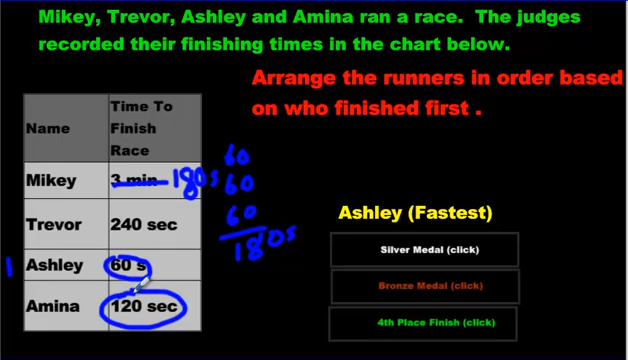 Mikey, Trevor, Ashley and Amina ran a race. The judges
recorded their finishing times in the chart below.
Arrange the runners in order based
on who finished first .
Name Time To Finish Race
Mikey 3 min 180s
Trevor 240 sec
1 Ashley 60 s
Amina 120 sec
60
60
60
180s
Ashley (Fastest)
Silver Medal (click)
Bronze Medal (click)
4th Place Finish (click)